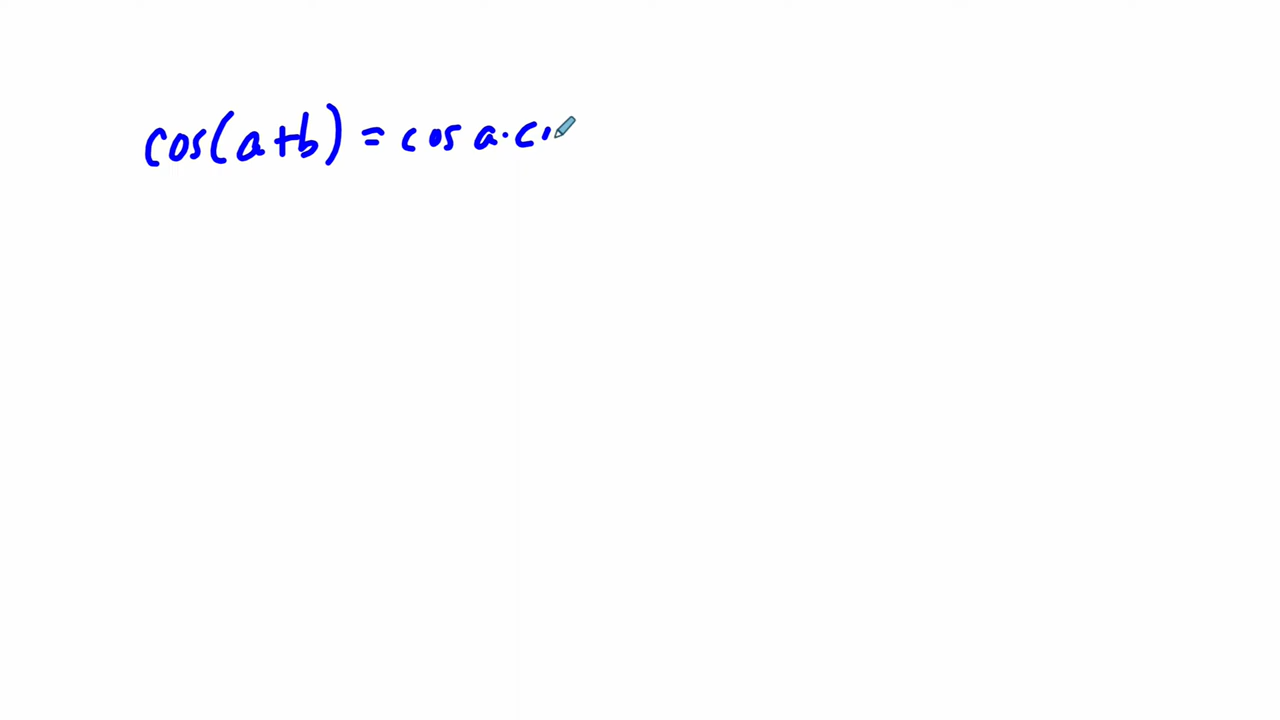 cos(a+b) = cos a · c